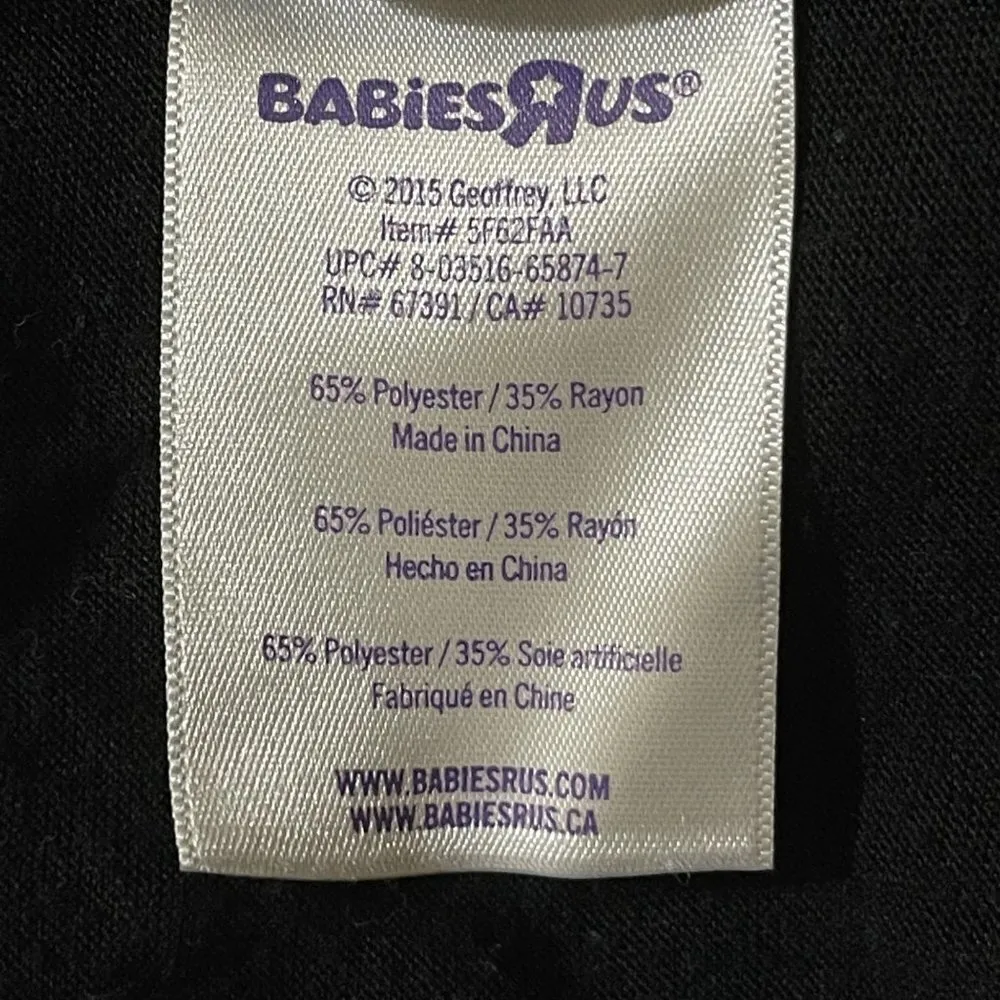 BABiESRUS®
© 2015 Geoffrey, LLC
Item# 5F62FAA
UPC# 8-03516-65874-7
RN# 67391 / CA# 10735
65% Polyester / 35% Rayon
Made in China
65% Poliéster / 35% Rayón
Hecho en China
65% Polyester / 35% Soie artificielle
Fabriqué en Chine
WWW.BABIESRUS.COM
WWW.BABIESRUS.CA